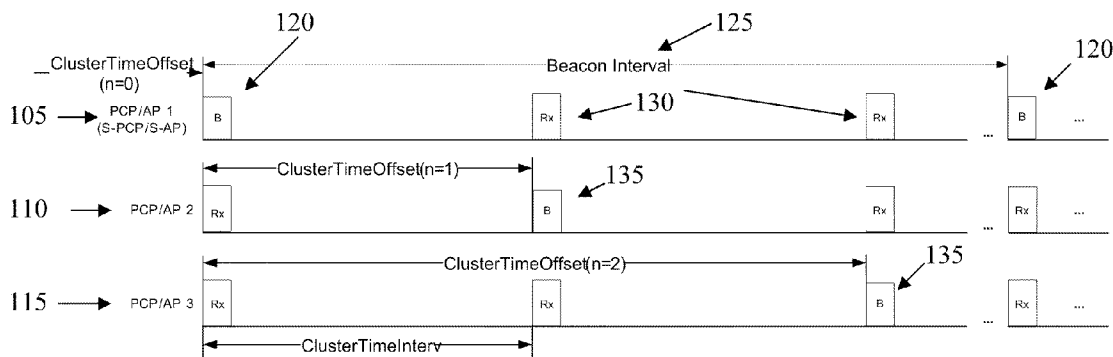 120
125
ClusterTimeOffset
(n=0)
Beacon Interval
120
105
PCP/AP 1
(S-PCP/S-AP)
B
Rx
130
Rx
...
B
...
ClusterTimeOffset(n=1)
135
110
PCP/AP 2
Rx
B
Rx
...
Rx
...
ClusterTimeOffset(n=2)
135
115
PCP/AP 3
Rx
Rx
B
...
Rx
...
ClusterTimeInterv